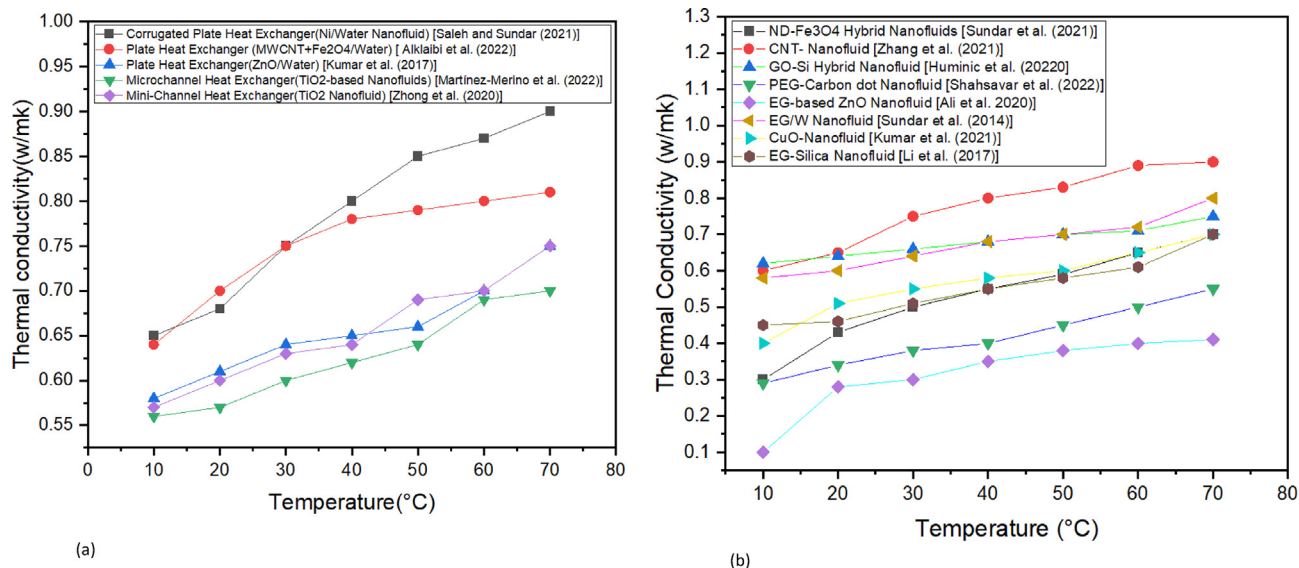 1.00
0.95
0.90
0.85
0.80
0.75
0.70
0.65
0.60
0.55
Thermal conductivity(w/mk)
Corrugated Plate Heat Exchanger(Ni/Water Nanofluid) [Saleh and Sundar (2021)]
Plate Heat Exchanger (MWCNT+Fe2O4/Water) [ Alklaibi et al. (2022)]
Plate Heat Exchanger(ZnO/Water) [Kumar et al. (2017)]
Microchannel Heat Exchanger(TiO2-based Nanofluids) [Martínez-Merino et al. (2022)]
Mini-Channel Heat Exchanger(TiO2 Nanofluid) [Zhong et al. (2020)]
0 10 20 30 40 50 60 70 80
Temperature(°C)
(a)
1.3
1.2
1.1
1.0
0.9
0.8
0.7
0.6
0.5
0.4
0.3
0.2
0.1
Thermal Conductivity (w/mk)
ND-Fe3O4 Hybrid Nanofluids [Sundar et al. (2021)]
CNT- Nanofluid [Zhang et al. (2021)]
GO-Si Hybrid Nanofluid [Huminic et al. (20220]
PEG-Carbon dot Nanofluid [Shahsavar et al. (2022)]
EG-based ZnO Nanofluid [Ali et al. 2020)]
EG/W Nanofluid [Sundar et al. (2014)]
CuO-Nanofluid [Kumar et al. (2021)]
EG-Silica Nanofluid [Li et al. (2017)]
10 20 30 40 50 60 70 80
Temperature (°C)
(b)